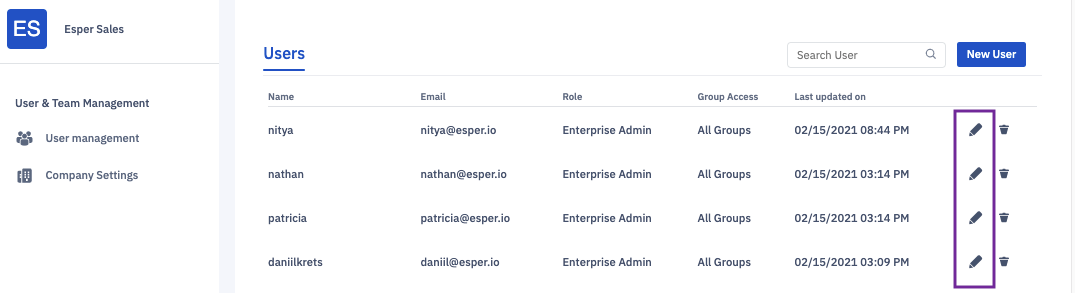 ES
Esper Sales
User & Team Management
User management
Company Settings
Users
Search User
New User
Name Email Role Group Access Last updated on
nitya nitya@esper.io Enterprise Admin All Groups 02/15/2021 08:44 PM
nathan nathan@esper.io Enterprise Admin All Groups 02/15/2021 03:14 PM
patricia patricia@esper.io Enterprise Admin All Groups 02/15/2021 03:14 PM
daniilkrets daniil@esper.io Enterprise Admin All Groups 02/15/2021 03:09 PM